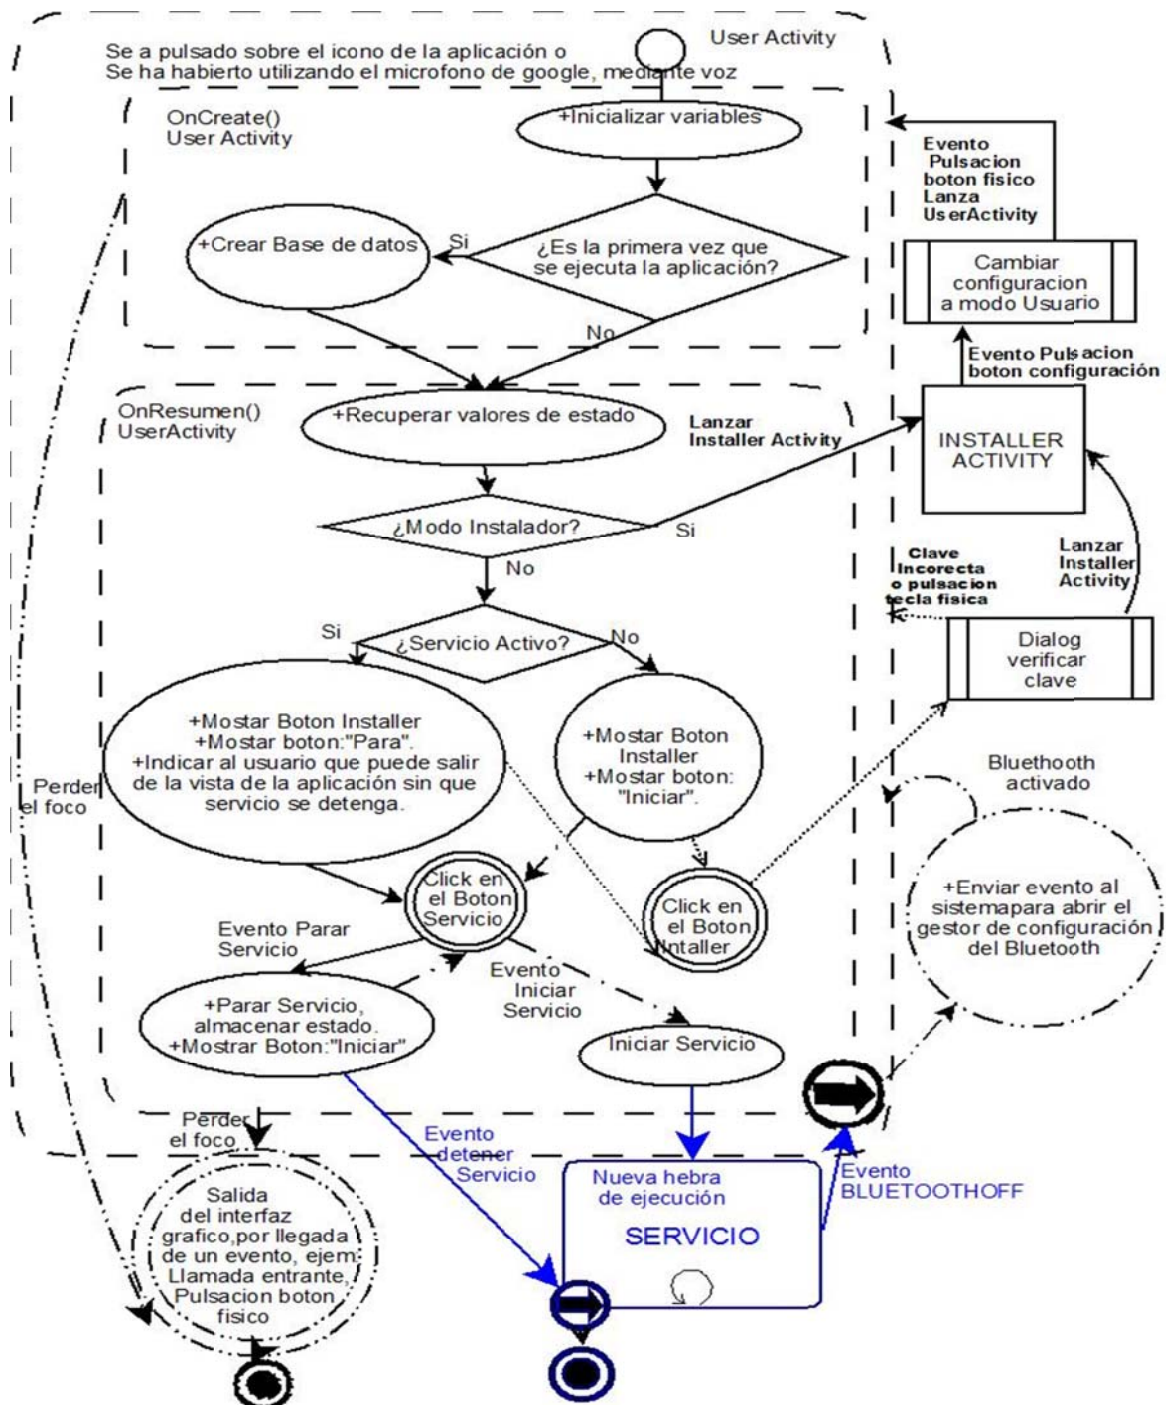 User Activity
Se a pulsado sobre el icono de la aplicación o
Se ha habierto utilizando el microfono de google, mediante voz
OnCreate()
User Activity
+Inicializar variables
¿Es la primera vez que
se ejecuta la aplicación?
Si
+Crear Base de datos
No
Evento
Pulsacion
boton fisico
Lanza
UserActivity
Cambiar
configuracion
a modo Usuario
Evento Pulsacion
boton configuración
INSTALLER
ACTIVITY
OnResumen()
UserActivity
+Recuperar valores de estado
Lanzar
Installer Activity
¿Modo Instalador?
Si
No
Clave
Incorecta
o pulsacion
tecla fisica
Lanzar
Installer
Activity
Dialog
verificar
clave
Si
¿Servicio Activo?
No
+Mostar Boton Installer
+Mostar boton:"Para".
+Indicar al usuario que puede salir
de la vista de la aplicación sin que
servicio se detenga.
+Mostar Boton
Installer
+Mostar boton:
"Iniciar".
Perder
el foco
Bluethooth
activado
+Enviar evento al
sistemapara abrir el
gestor de configuración
del Bluetooth
Click en
el Boton
Servicio
Click en
el Boton
Intaller
Evento Parar
Servicio
Evento
Iniciar
Servicio
+Parar Servicio,
almacenar estado.
+Mostrar Boton:"Iniciar"
Iniciar Servicio
Perder
el foco
Evento
detener
Servicio
Nueva hebra
de ejecución
SERVICIO
Evento
BLUETOOTHOFF
Salida
del interfaz
grafico,por llegada
de un evento, ejem
Llamada entrante,
Pulsacion boton
fisico